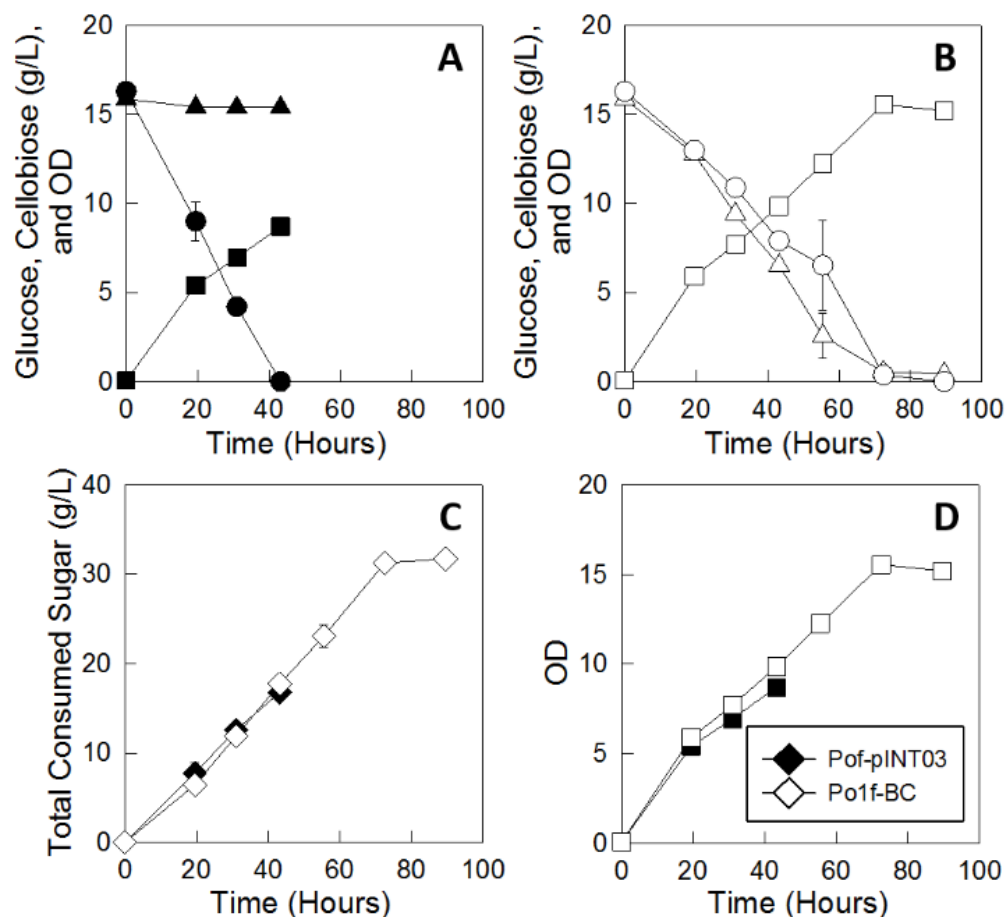 20
15
10
5
0
Glucose, Cellobiose (g/L),
and OD
A
0 20 40 60 80 100
Time (Hours)
20
15
10
5
0
Glucose, Cellobiose (g/L),
and OD
B
0 20 40 60 80 100
Time (Hours)
40
30
20
10
0
Total Consumed Sugar (g/L)
C
0 20 40 60 80 100
Time (Hours)
20
15
10
5
0
OD
D
Pof-pINT03
Po1f-BC
0 20 40 60 80 100
Time (Hours)